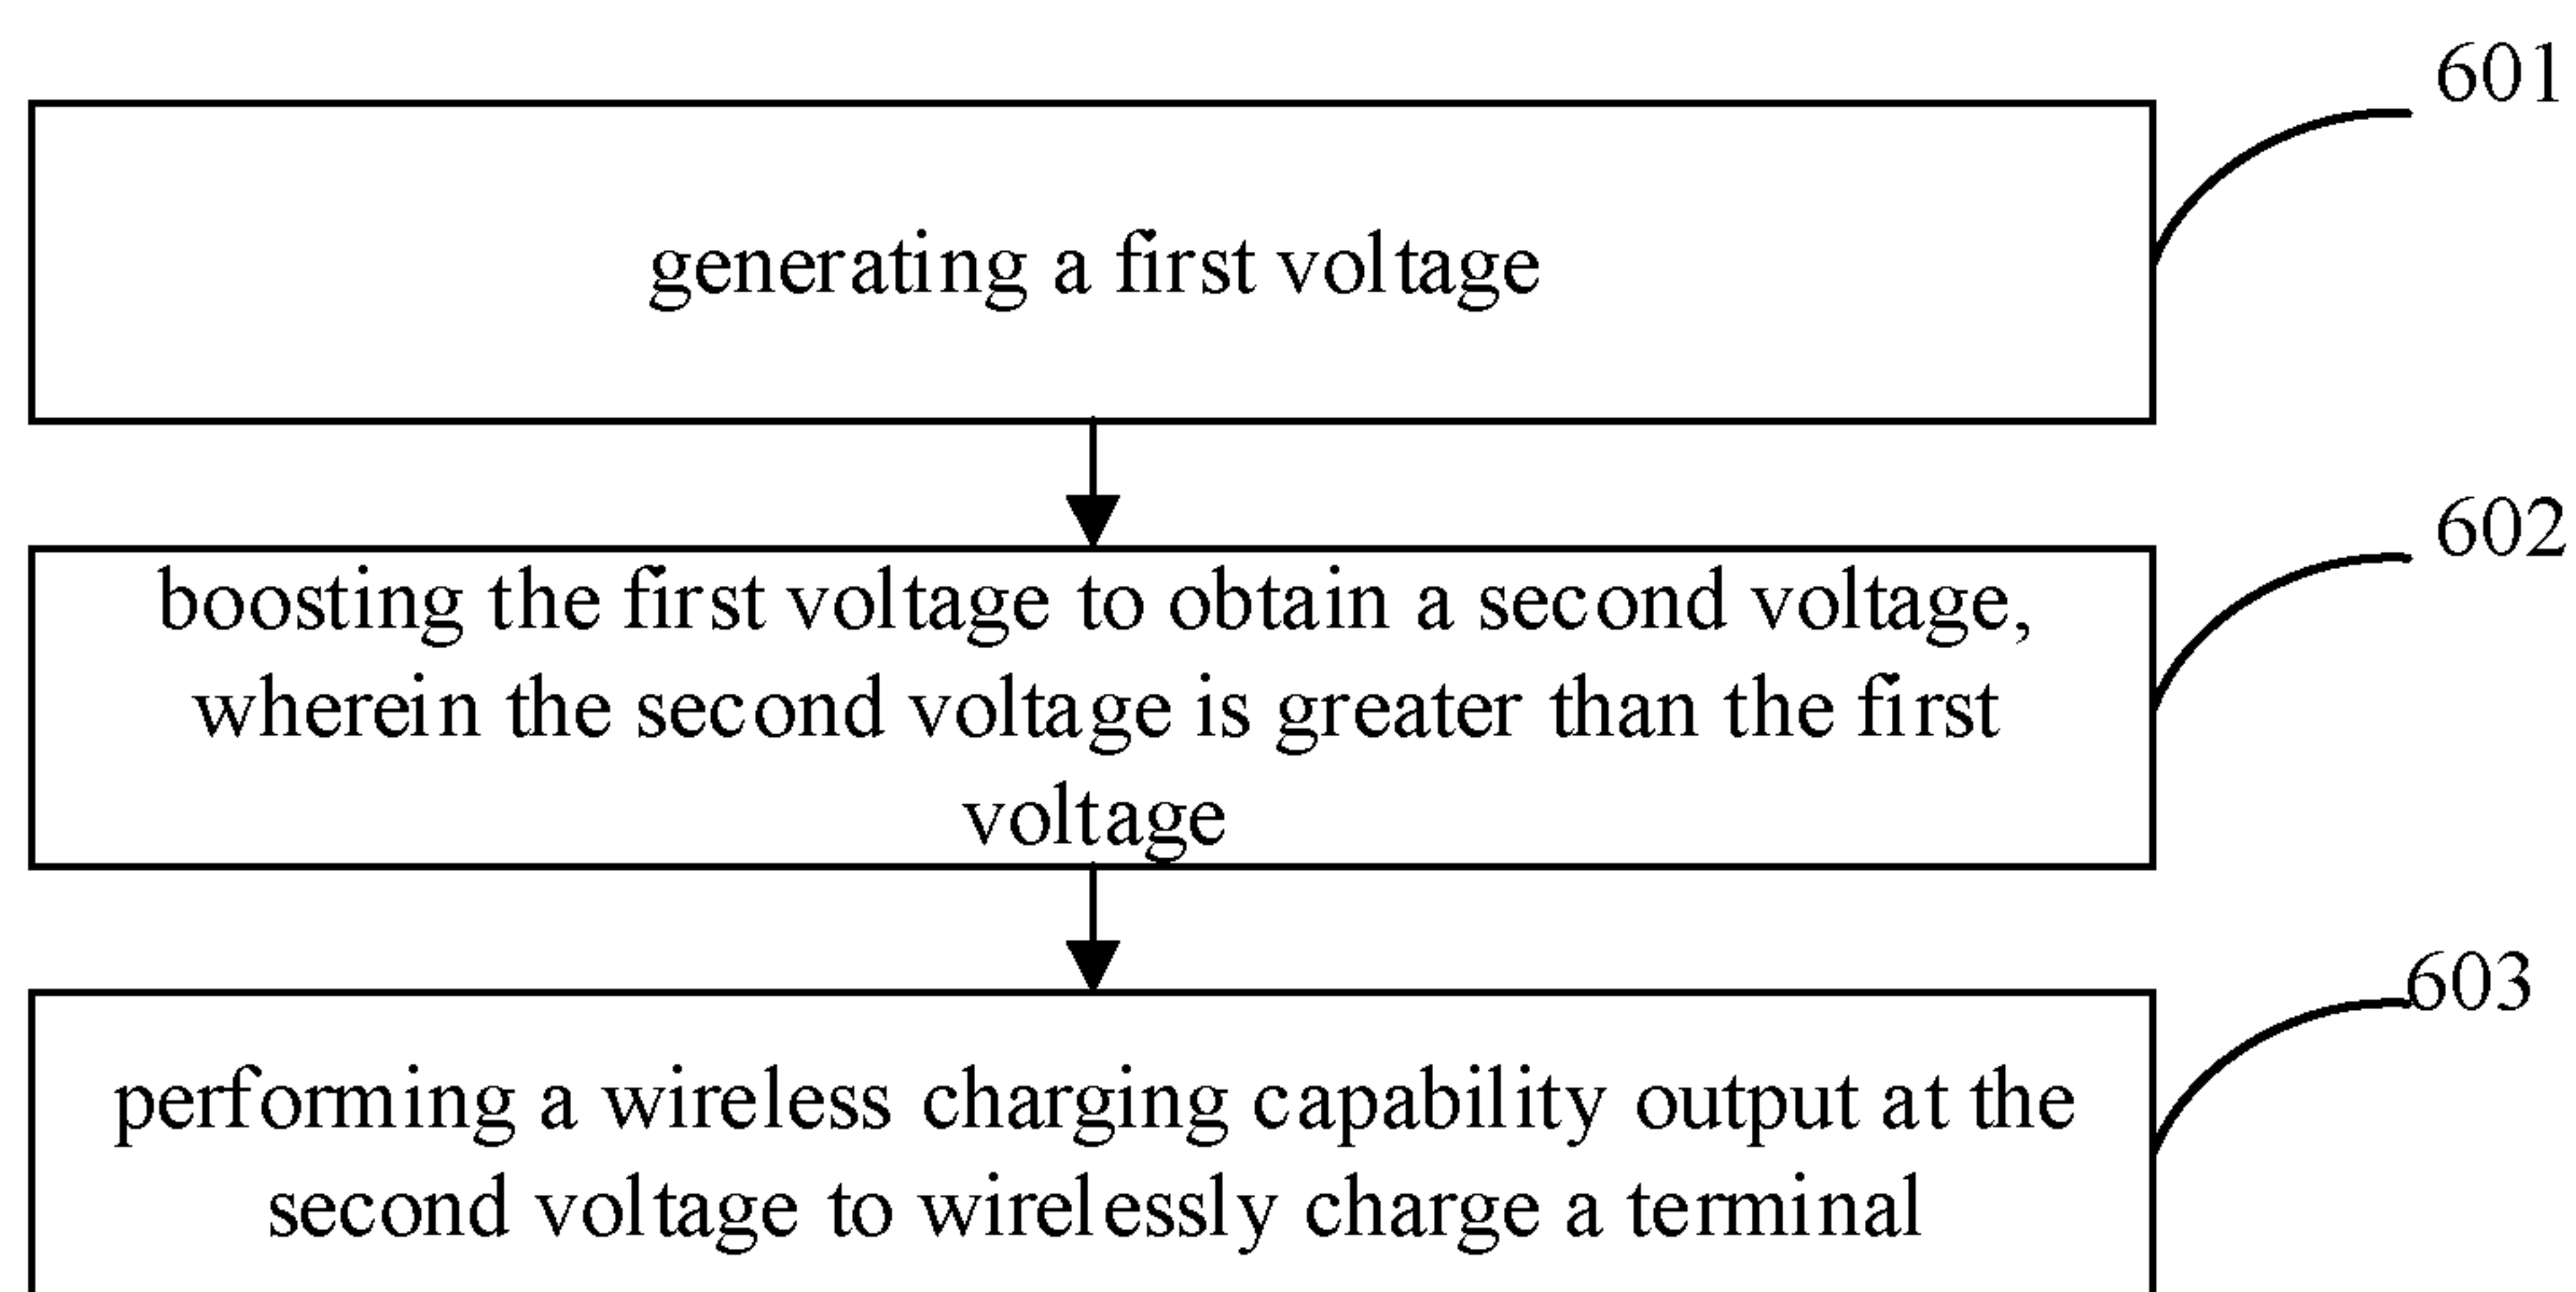 601
generating a first voltage
602
boosting the first voltage to obtain a second voltage,
wherein the second voltage is greater than the first
voltage
603
performing a wireless charging capability output at the
second voltage to wirelessly charge a terminal